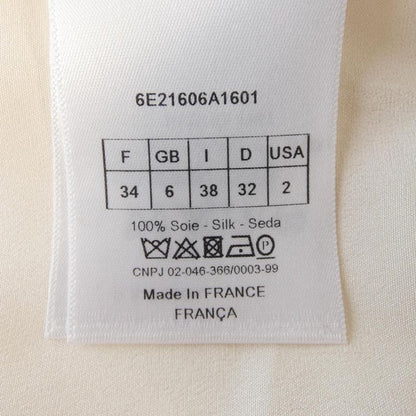 6E21606A1601
F GB I D USA
34 6 38 32 2
100% Soie - Silk - Seda
P
CNPJ 02-046-366/0003-99
Made In FRANCE
FRANÇA